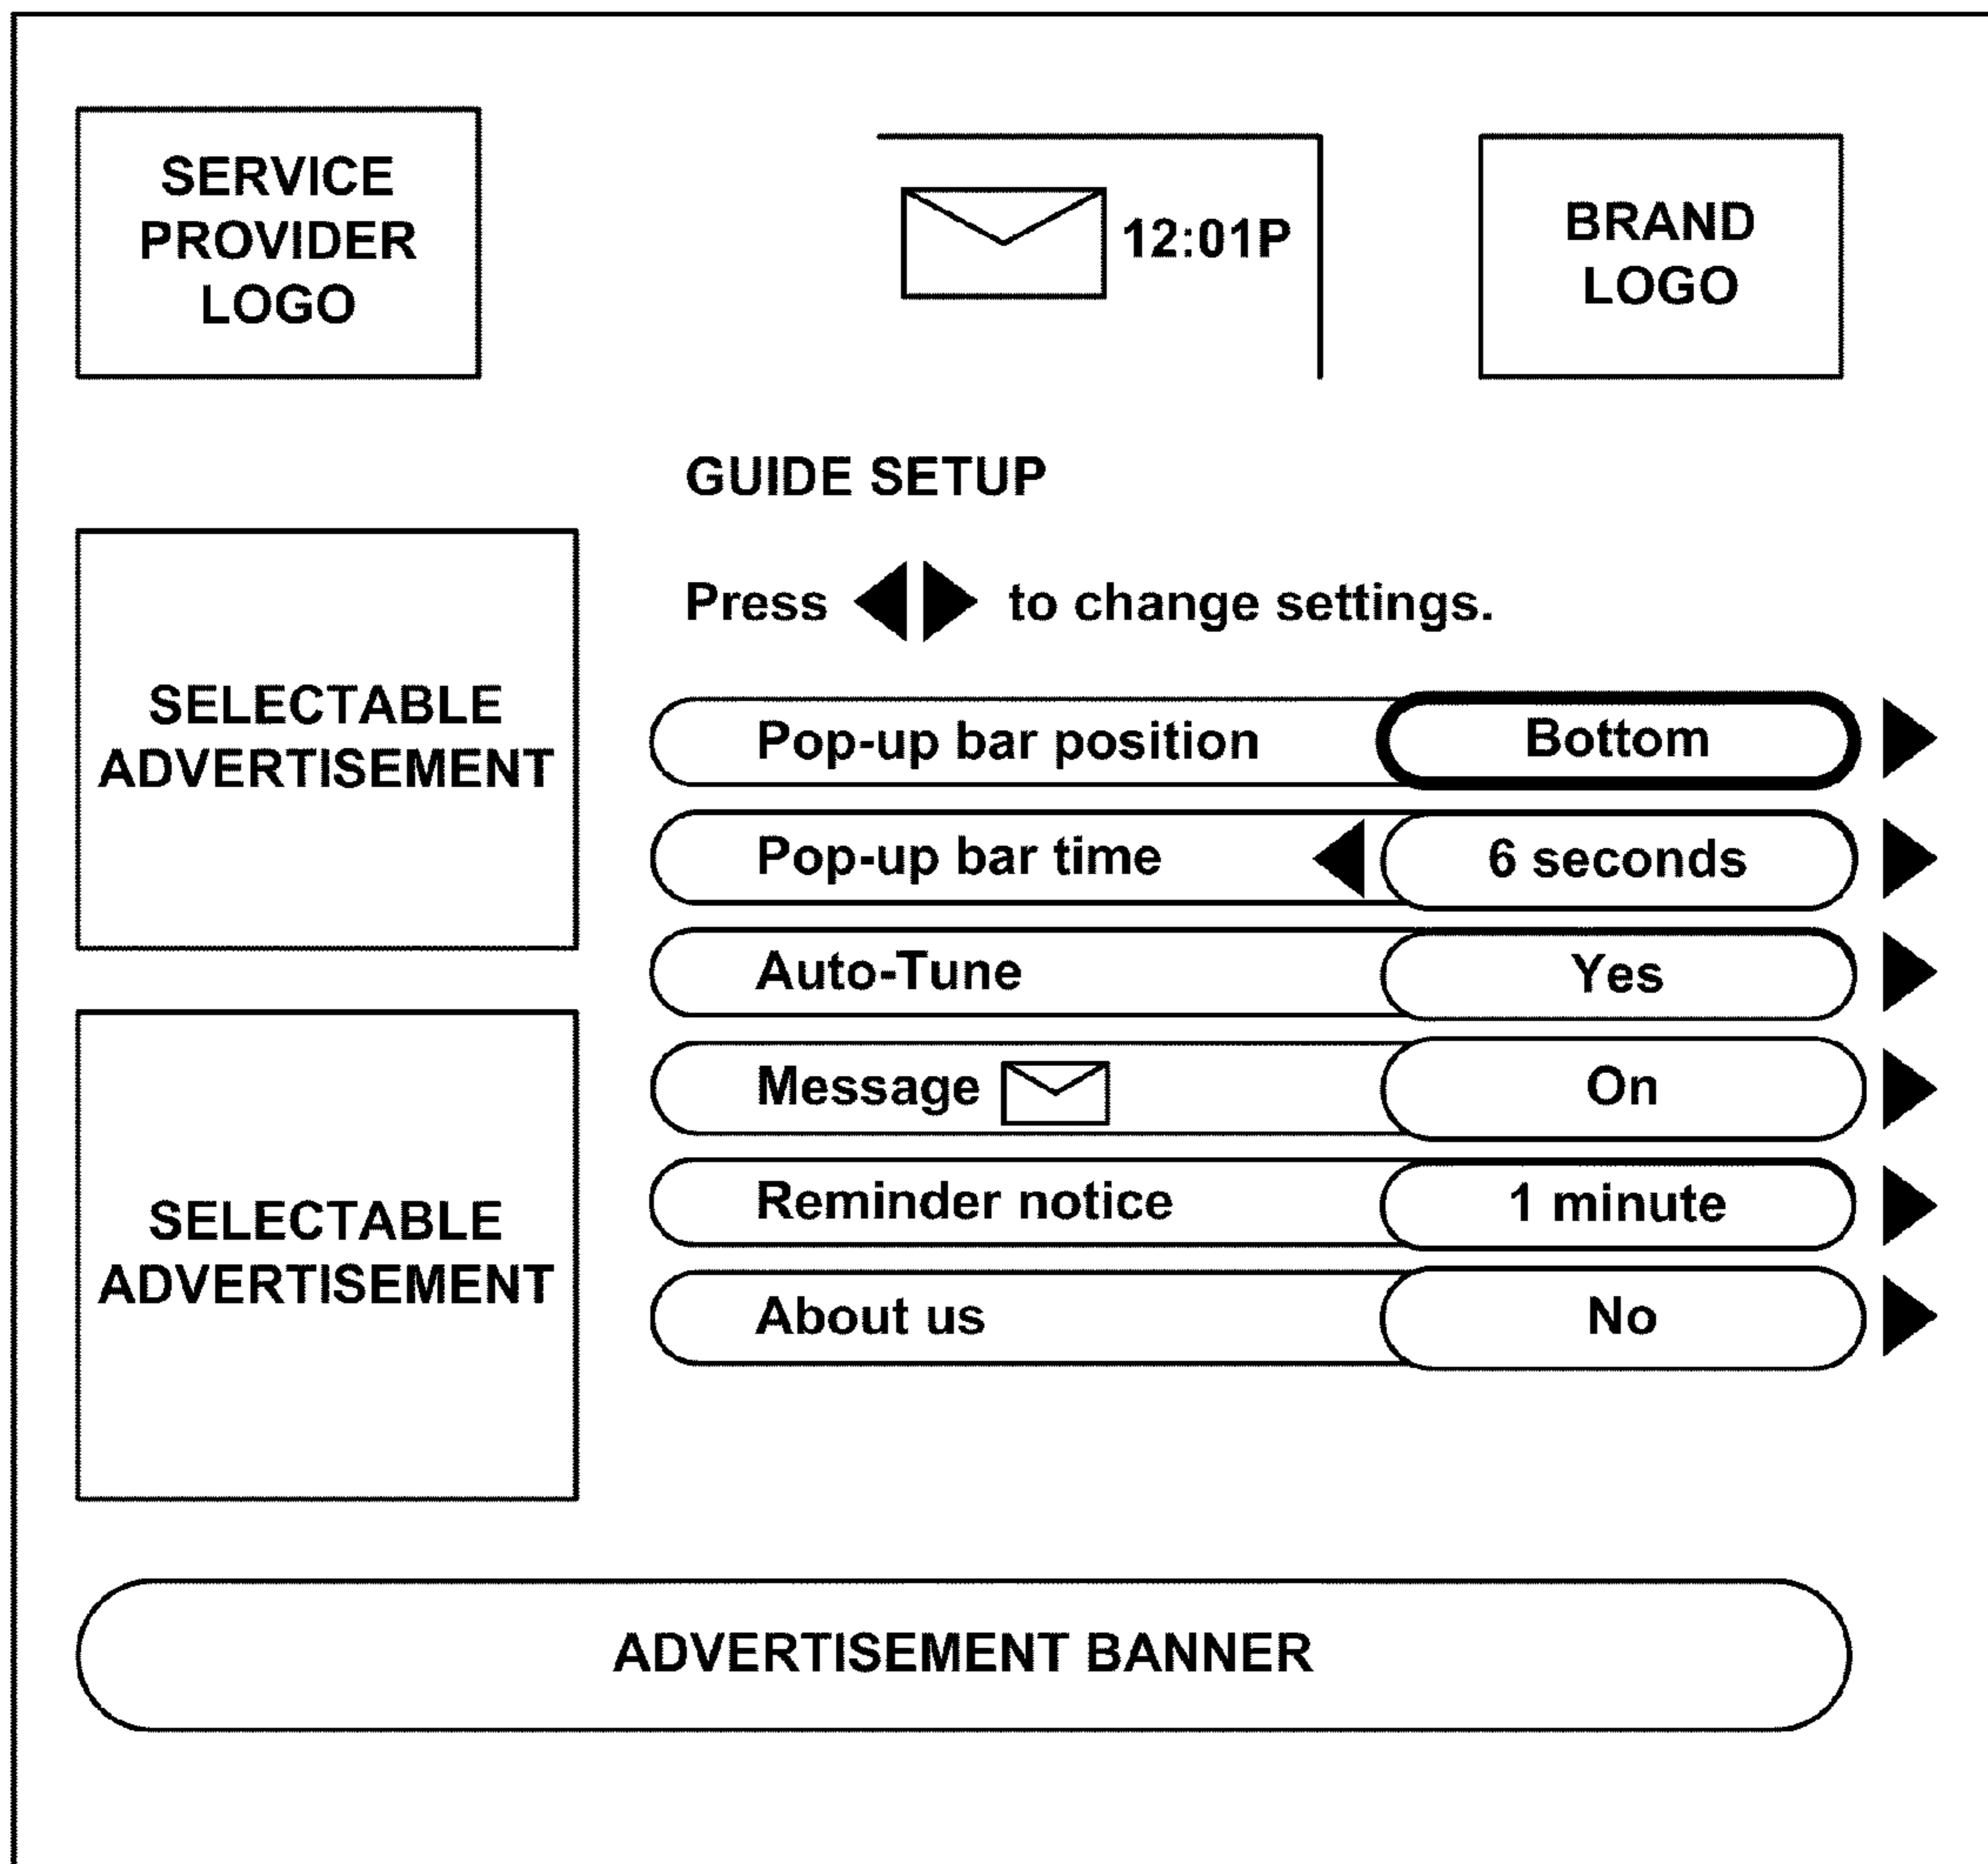 SERVICE
PROVIDER
LOGO
12:01P
BRAND
LOGO
GUIDE SETUP
Press ◀▶ to change settings.
SELECTABLE
ADVERTISEMENT
Pop-up bar position Bottom
Pop-up bar time 6 seconds
Auto-Tune Yes
Message On
Reminder notice 1 minute
About us No
SELECTABLE
ADVERTISEMENT
ADVERTISEMENT BANNER